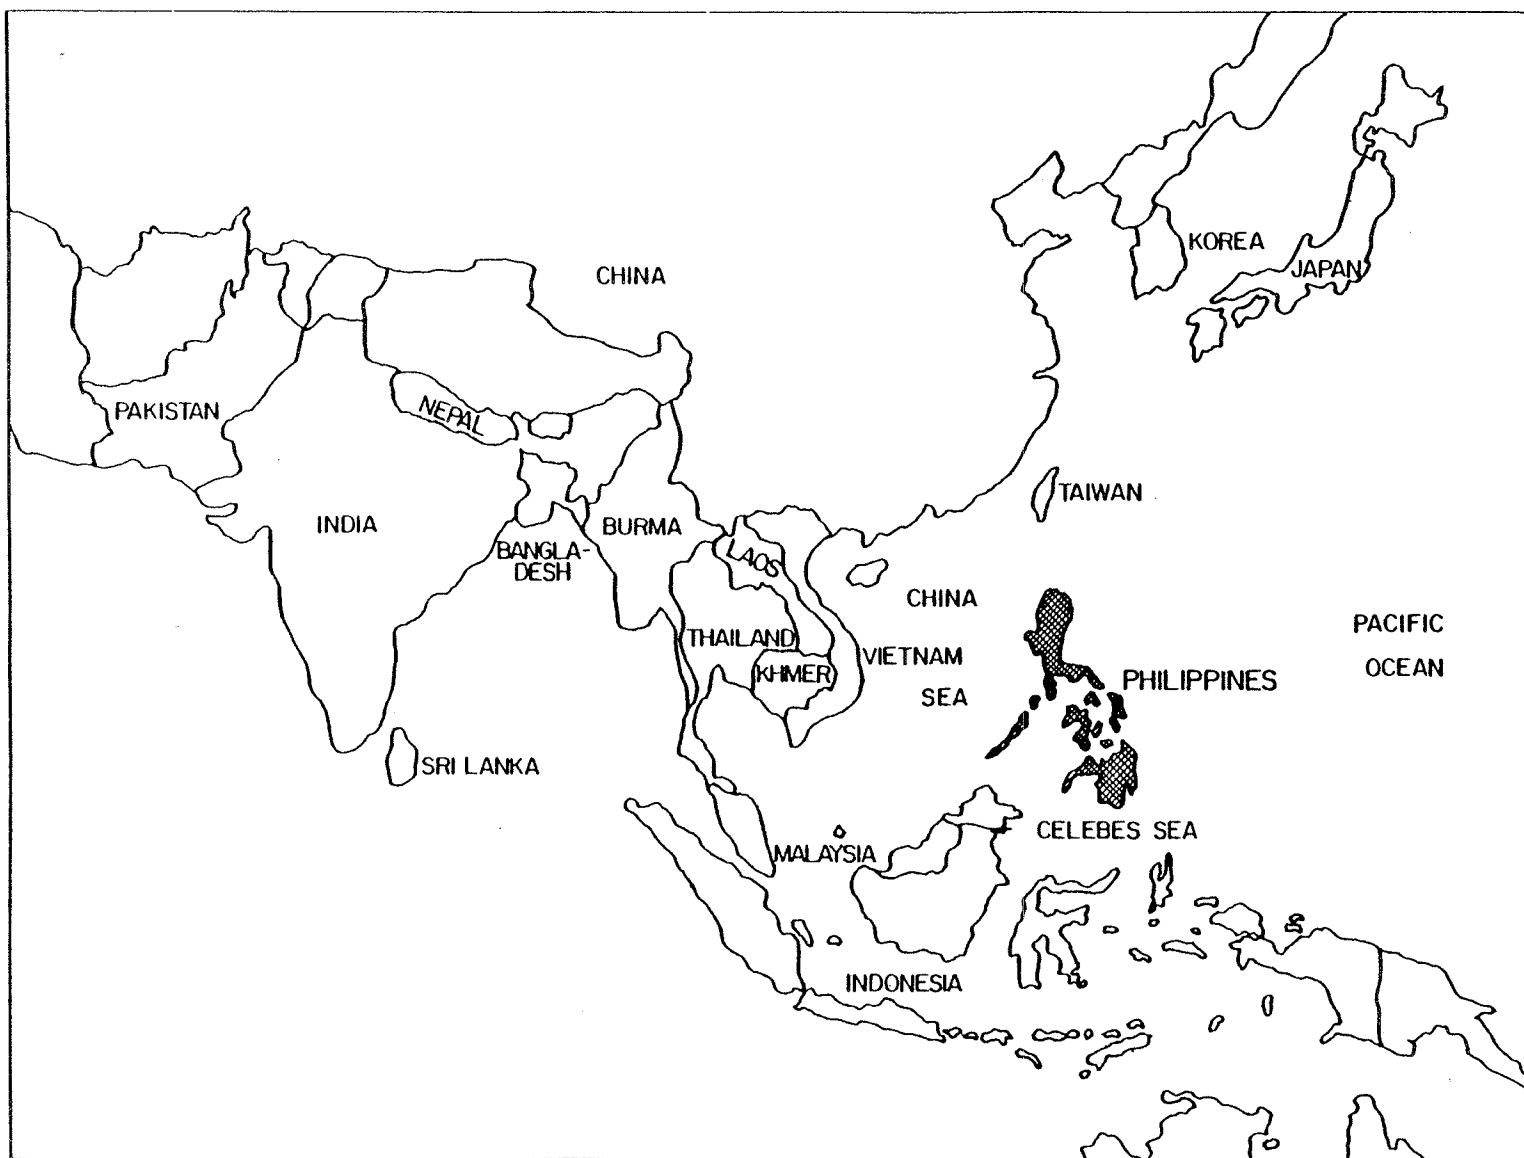 KOREA
JAPAN
CHINA
PAKISTAN
NEPAL
TAIWAN
INDIA
BURMA
BANGLA-
DESH
LAOS
CHINA
SEA
PACIFIC
OCEAN
THAILAND
VIETNAM
KHMER
PHILIPPINES
SRI LANKA
CELEBES SEA
MALAYSIA
INDONESIA